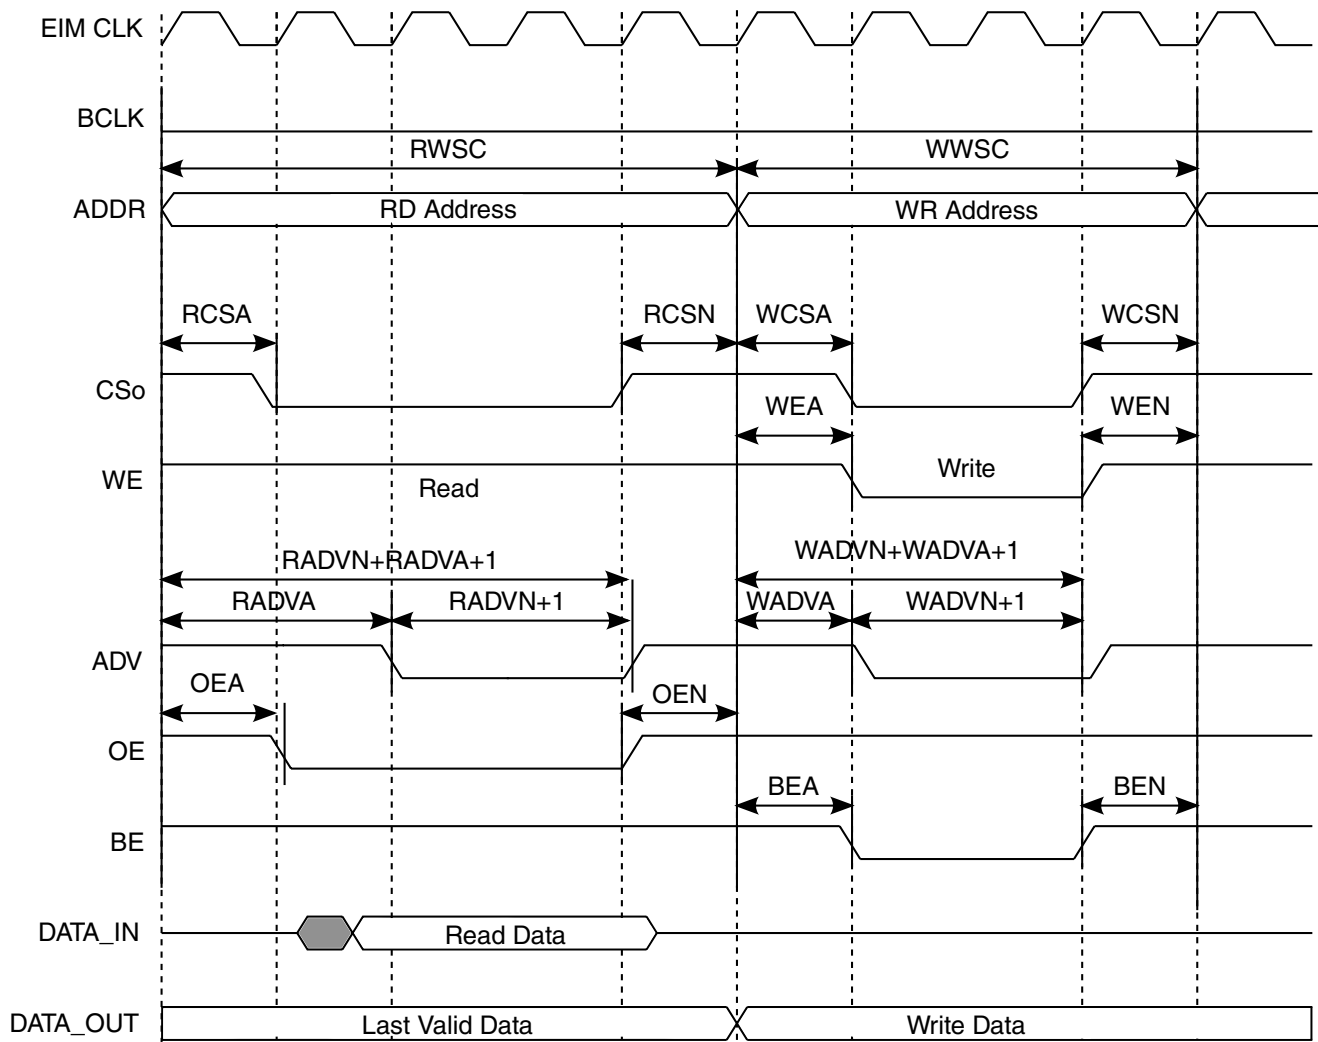 EIM CLK
BCLK
RWSC WWSC
ADDR RD Address WR Address
RCSA RCSN WCSA WCSN
CSo
WEA WEN
WE Read Write
RADVN+RADVA+1 WADVN+WADVA+1
RADVA RADVN+1 WADVA WADVN+1
ADV
OEA OEN
OE
BEA BEN
BE
DATA_IN Read Data
DATA_OUT Last Valid Data Write Data